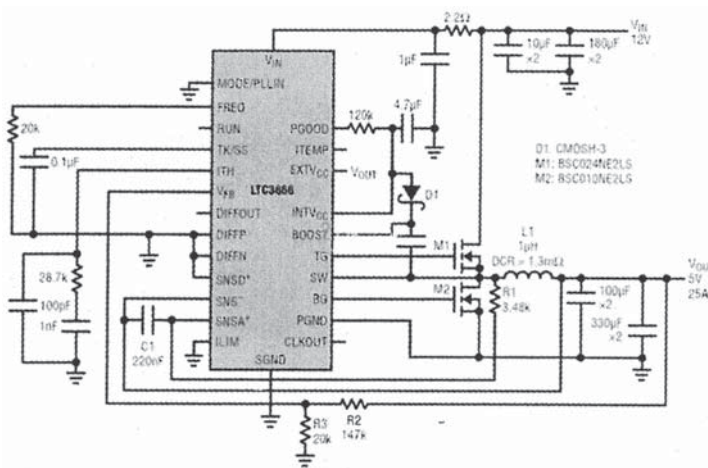 2.2Ω
VIN
12V
10µF
×2
180µF
×2
1µF
VIN
MODE/PLLIN
FREQ
20k
RUN
120k
PGOOD
4.7µF
TK/SS
ITEMP
0.1µF
ITH
EXTVCC
VOUT
LTC3866
VFB
D1
DIFFOUT
INTVCC
DIFFP
BOOST
DIFFN
TG
M1
SNSD+
SW
28.7k
SNS-
BG
M2
100pF
1nF
SNSA+
PGND
C1
220nF
ILIM
CLKOUT
SGND
D1: CMDSH-3
M1: BSC024NE2LS
M2: BSC010NE2LS
L1
1µH
DCR = 1.3mΩ
VOUT
5V
25A
R1
3.48k
100µF
×2
330µF
×2
R3
20k
R2
147k